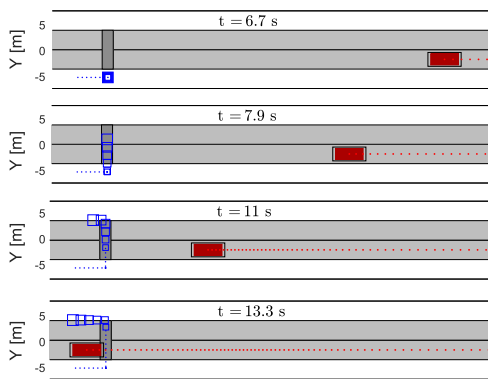 t = 6.7 s
Y [m]
5
0
-5
t = 7.9 s
Y [m]
5
0
-5
t = 11 s
Y [m]
5
0
-5
t = 13.3 s
Y [m]
5
0
-5